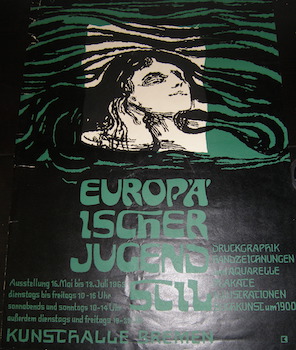 EUROPÄ
ISCHER
JUGEND
STIL
DRUCKGRAPHIK
HANDZEICHNUNGEN
AQUARELLE
PLAKATE
ILLUSTRATIONEN
um 1900
Ausstellung 16. Mai bis 18. Juli 1965
dienstags bis freitags 10-16 Uhr
sonnabends und sonntags 10-14 Uhr
außerdem dienstags und freitags
KUNSTHALLE BREMEN